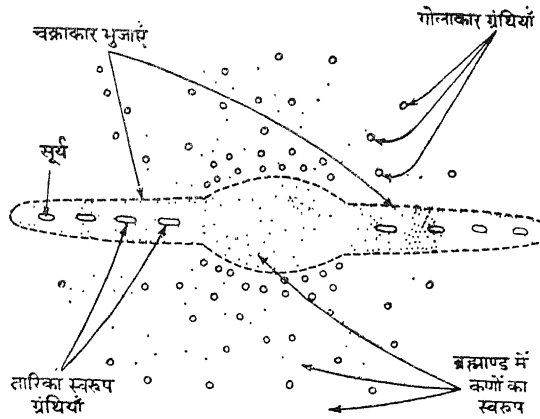 चक्राकार भुजाएँ
गोलाकार ग्रंथियाँ
सूर्य
तारिका स्वरुप
ग्रंथियाँ
ब्रह्माण्ड में
कणों का
स्वरुप